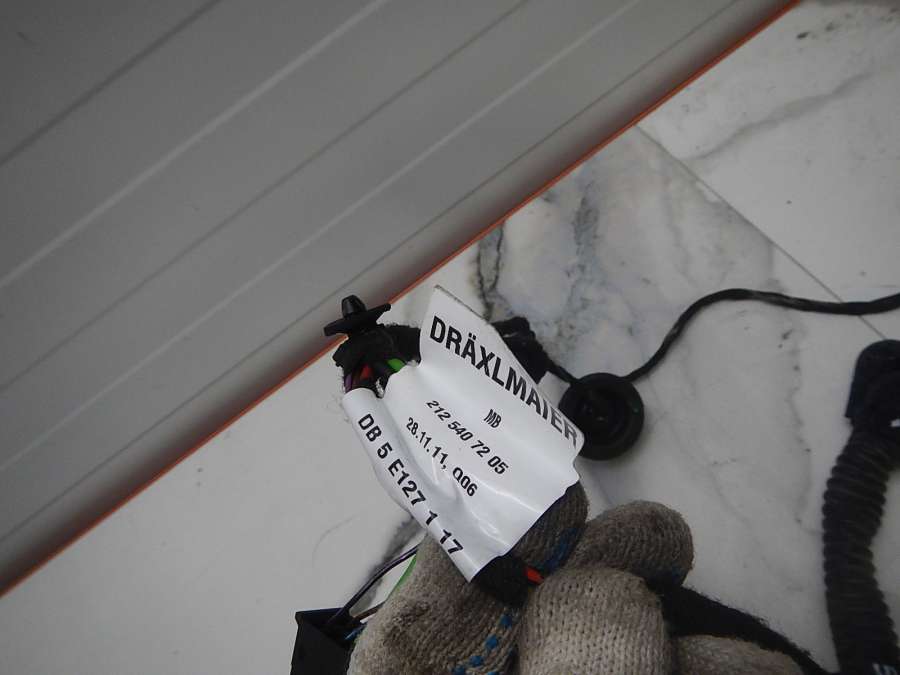 DRÄXLMAIER
MB
212 540 72 05
28.11.11, Q06
DB 5 E127 1 17